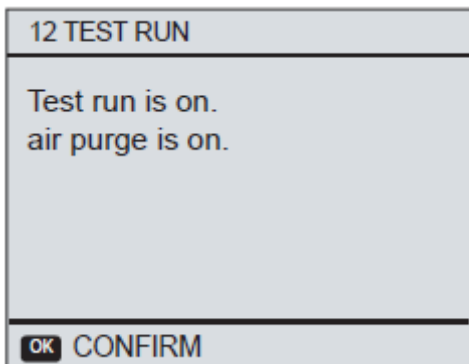 12 TEST RUN
Test run is on.
air purge is on.
OK CONFIRM